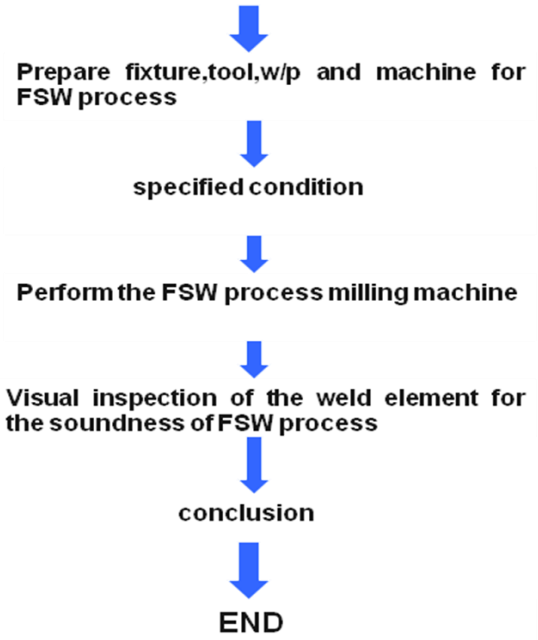 Prepare fixture,tool,w/p and machine for
FSW process
specified condition
Perform the FSW process milling machine
Visual inspection of the weld element for
the soundness of FSW process
conclusion
END